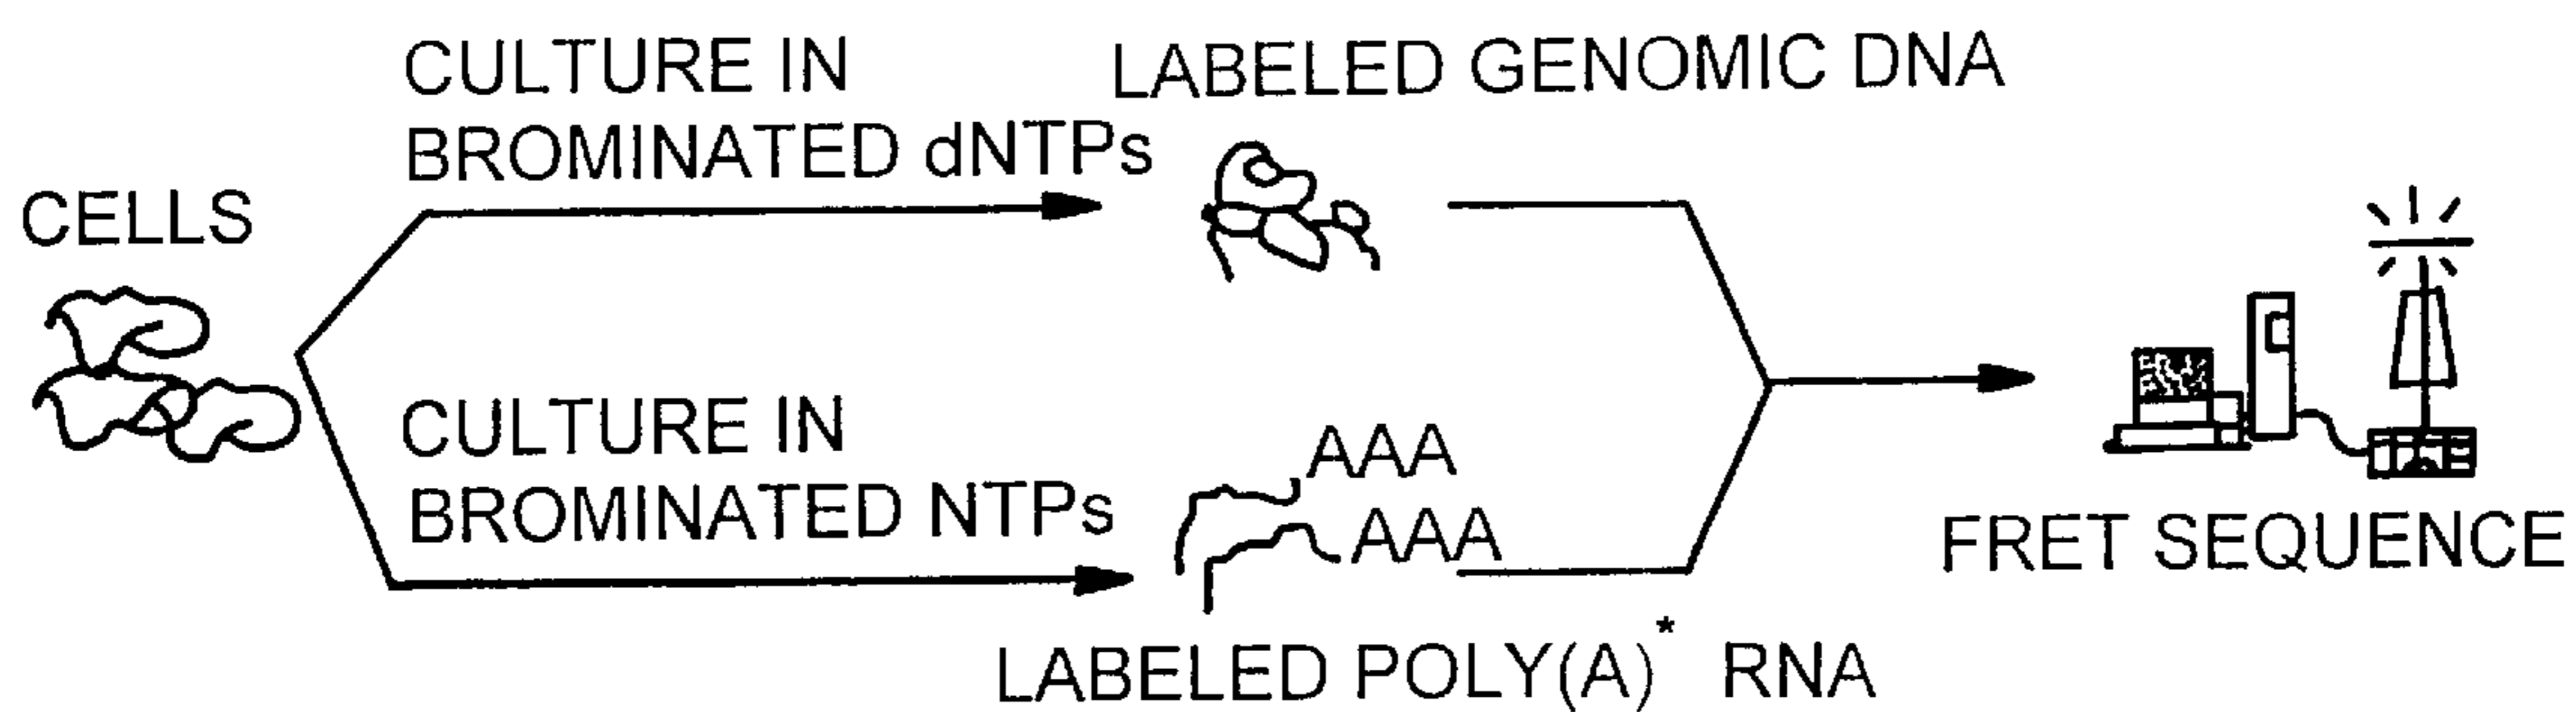 CELLS
CULTURE IN
BROMINATED dNTPs
LABELED GENOMIC DNA
CULTURE IN
BROMINATED NTPs
AAA
AAA
LABELED POLY(A)* RNA
FRET SEQUENCE